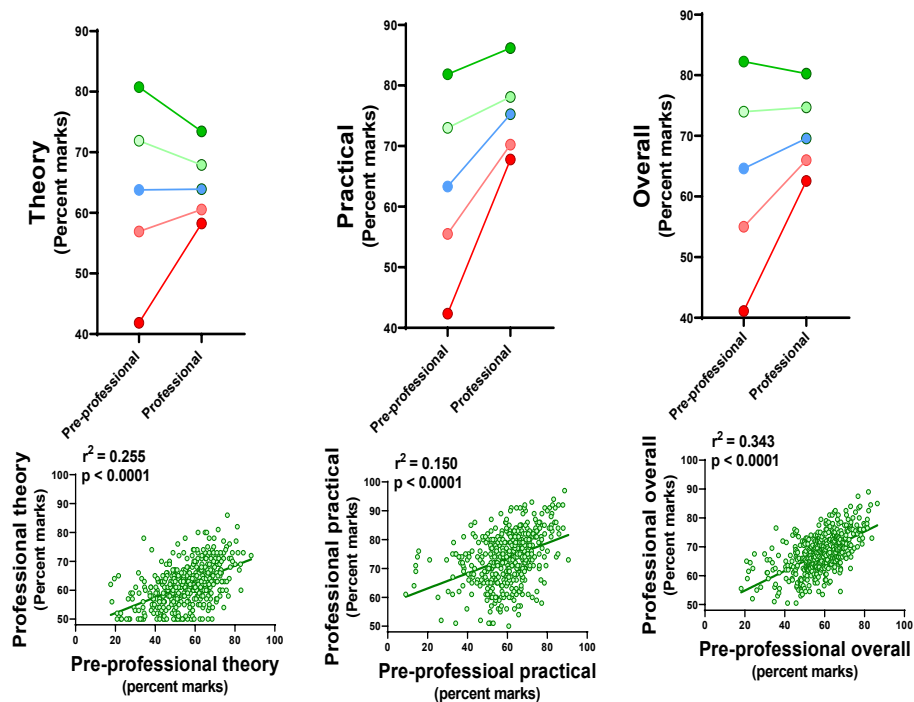 Theory
(Percent marks)
90
80
70
60
50
40
Pre-professional
Professional
Practical
(Percent marks)
90
80
70
60
50
40
Pre-professional
Professional
Overall
(Percent marks)
90
80
70
60
50
40
Pre-professional
Professional
r² = 0.255
p < 0.0001
Professional theory
(Percent marks)
100
90
80
70
60
50
0 20 40 60 80 100
Pre-professional theory
(percent marks)
r² = 0.150
p < 0.0001
Professional practical
(Percent marks)
100
90
80
70
60
50
0 20 40 60 80 100
Pre-professioal practical
(percent marks)
r² = 0.343
p < 0.0001
Professional overall
(Percent marks)
100
90
80
70
60
50
0 20 40 60 80 100
Pre-professional overall
(percent marks)